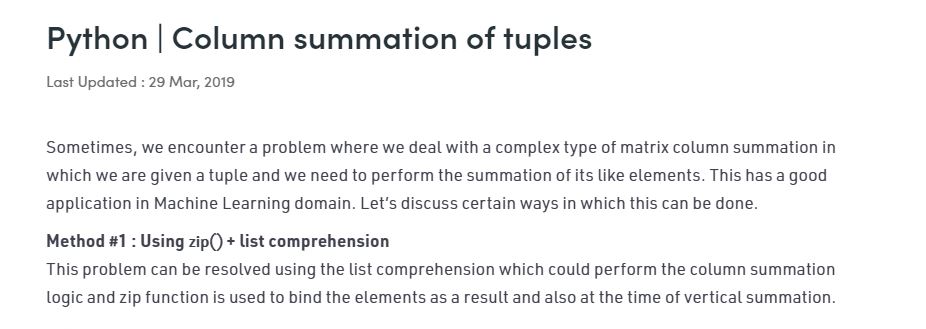 Python | Column summation of tuples
Last Updated : 29 Mar, 2019
Sometimes, we encounter a problem where we deal with a complex type of matrix column summation in
which we are given a tuple and we need to perform the summation of its like elements. This has a good
application in Machine Learning domain. Let’s discuss certain ways in which this can be done.
Method #1 : Using zip() + list comprehension
This problem can be resolved using the list comprehension which could perform the column summation
logic and zip function is used to bind the elements as a result and also at the time of vertical summation.